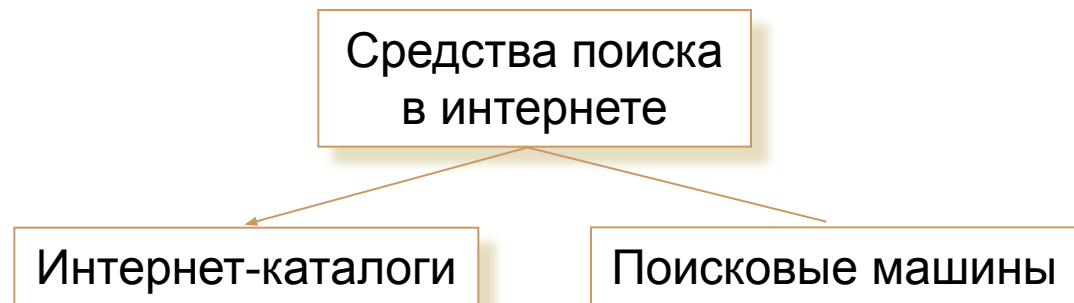 Средства поиска
в интернете
Интернет-каталоги
Поисковые машины